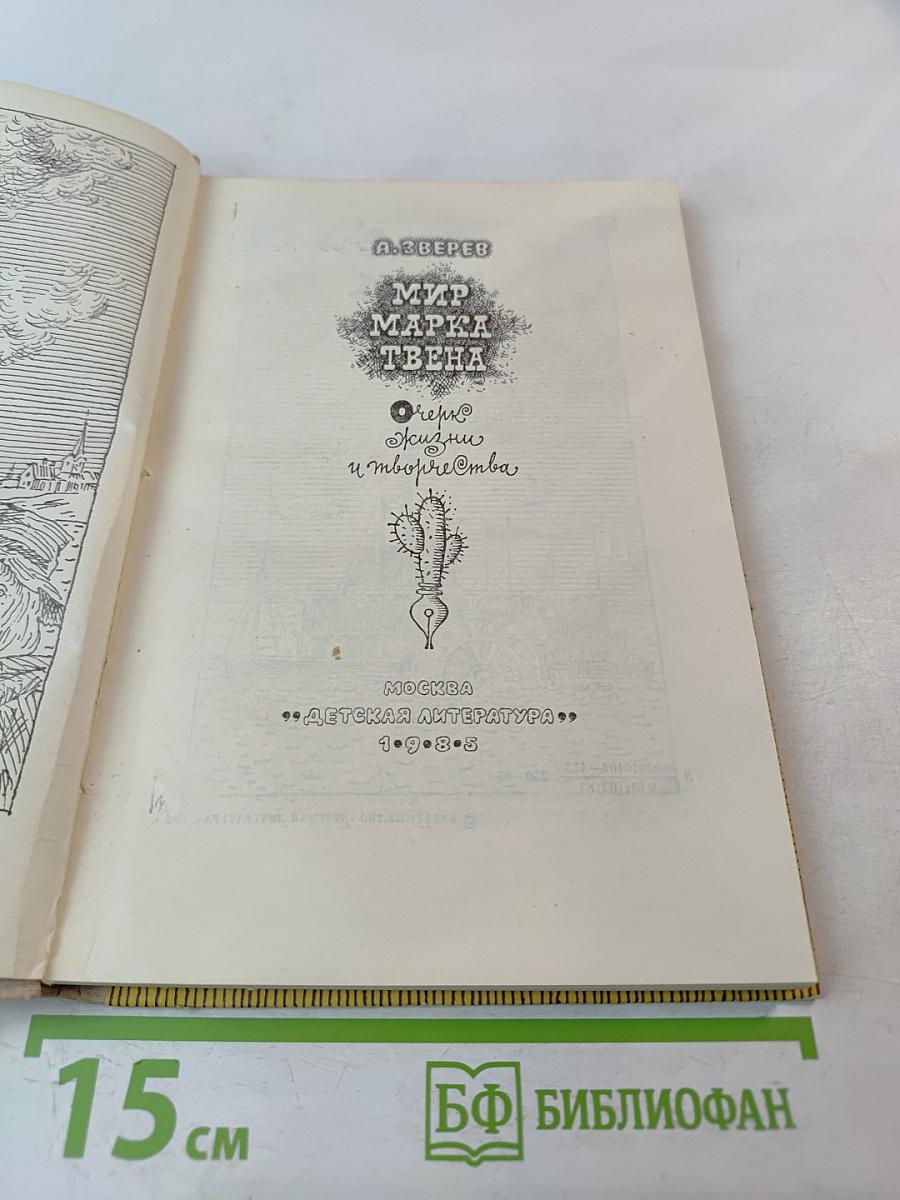 А. ЗВЕРЕВ
МИР
МАРКА
ТВЕНА
Очерк
жизни
и творчества
МОСКВА
„ДЕТСКАЯ ЛИТЕРАТУРА”
1•9•8•5
15 см
БФ БИБЛИОФАН